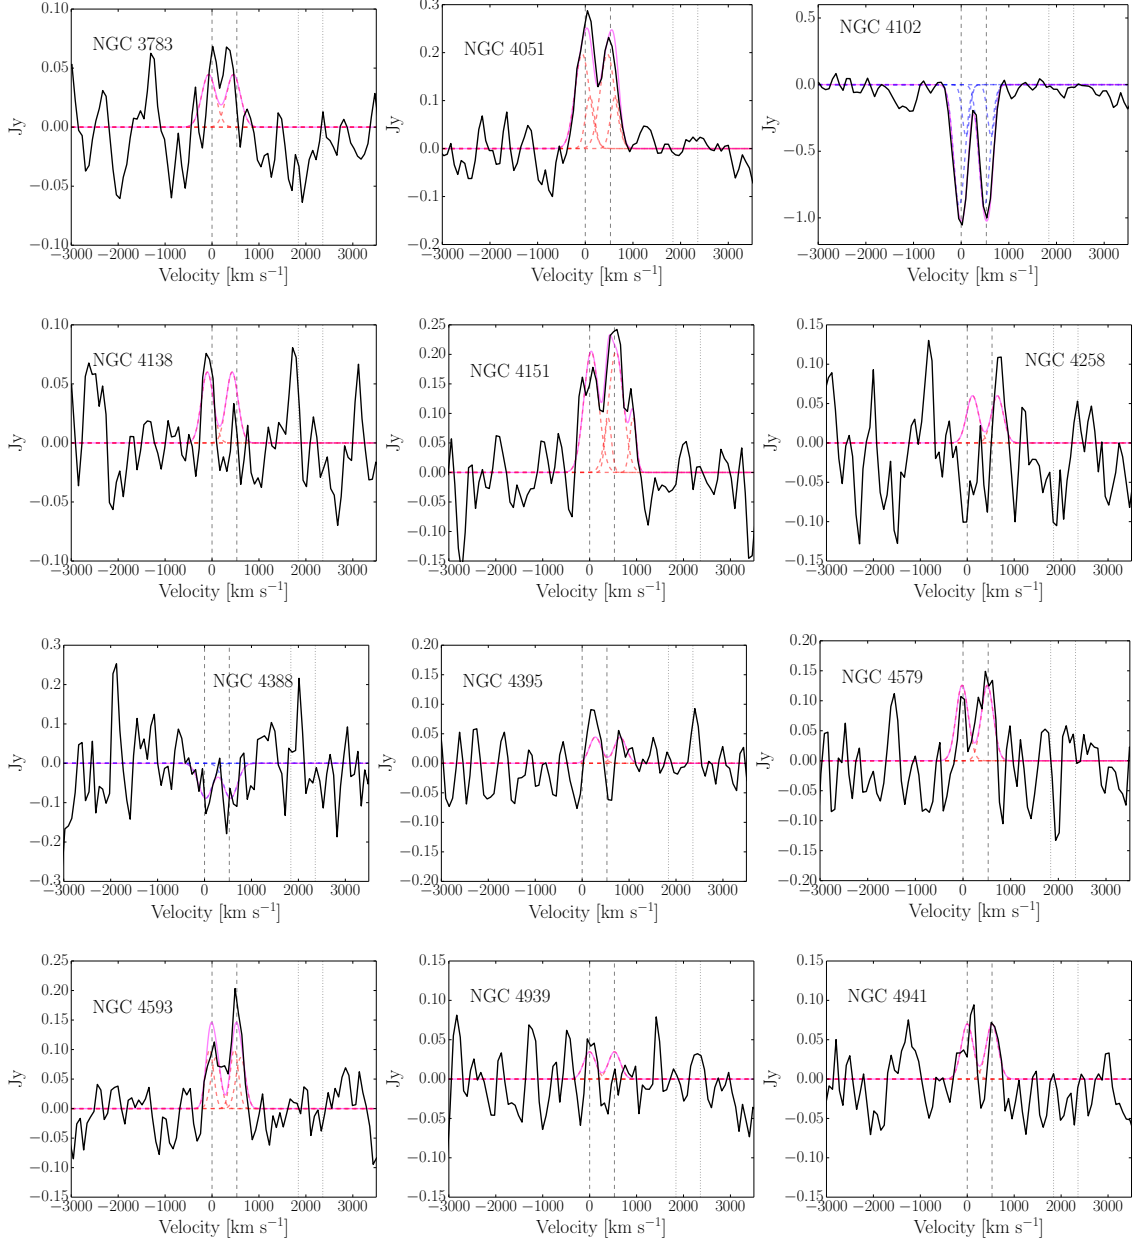 NGC 3783
0.10
0.05
0.00
−0.05
−0.10
Jy
−3000 −2000 −1000 0 1000 2000 3000
Velocity [km s⁻¹]
NGC 4051
0.3
0.2
0.1
0.0
−0.1
−0.2
Jy
−3000 −2000 −1000 0 1000 2000 3000
Velocity [km s⁻¹]
NGC 4102
0.5
0.0
−0.5
−1.0
Jy
−3000 −2000 −1000 0 1000 2000 3000
Velocity [km s⁻¹]
NGC 4138
0.10
0.05
0.00
−0.05
−0.10
Jy
−3000 −2000 −1000 0 1000 2000 3000
Velocity [km s⁻¹]
NGC 4151
0.25
0.20
0.15
0.10
0.05
0.00
−0.05
−0.10
−0.15
Jy
−3000 −2000 −1000 0 1000 2000 3000
Velocity [km s⁻¹]
NGC 4258
0.15
0.10
0.05
0.00
−0.05
−0.10
−0.15
Jy
−3000 −2000 −1000 0 1000 2000 3000
Velocity [km s⁻¹]
NGC 4388
0.3
0.2
0.1
0.0
−0.1
−0.2
−0.3
Jy
−3000 −2000 −1000 0 1000 2000 3000
Velocity [km s⁻¹]
NGC 4395
0.20
0.15
0.10
0.05
0.00
−0.05
−0.10
−0.15
−0.20
Jy
−3000 −2000 −1000 0 1000 2000 3000
Velocity [km s⁻¹]
NGC 4579
0.20
0.15
0.10
0.05
0.00
−0.05
−0.10
−0.15
−0.20
Jy
−3000 −2000 −1000 0 1000 2000 3000
Velocity [km s⁻¹]
NGC 4593
0.25
0.20
0.15
0.10
0.05
0.00
−0.05
−0.10
−0.15
Jy
−3000 −2000 −1000 0 1000 2000 3000
Velocity [km s⁻¹]
NGC 4939
0.15
0.10
0.05
0.00
−0.05
−0.10
−0.15
Jy
−3000 −2000 −1000 0 1000 2000 3000
Velocity [km s⁻¹]
NGC 4941
0.15
0.10
0.05
0.00
−0.05
−0.10
−0.15
Jy
−3000 −2000 −1000 0 1000 2000 3000
Velocity [km s⁻¹]